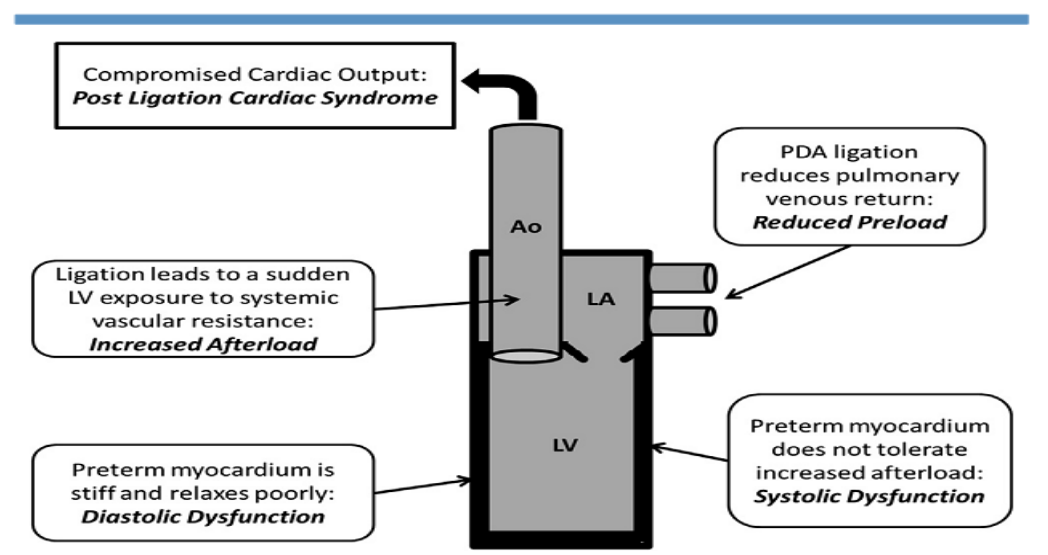 Compromised Cardiac Output:
Post Ligation Cardiac Syndrome
PDA ligation
reduces pulmonary
venous return:
Reduced Preload
Ao
Ligation leads to a sudden
LV exposure to systemic
vascular resistance:
Increased Afterload
LA
Preterm myocardium
does not tolerate
increased afterload:
Systolic Dysfunction
LV
Preterm myocardium is
stiff and relaxes poorly:
Diastolic Dysfunction